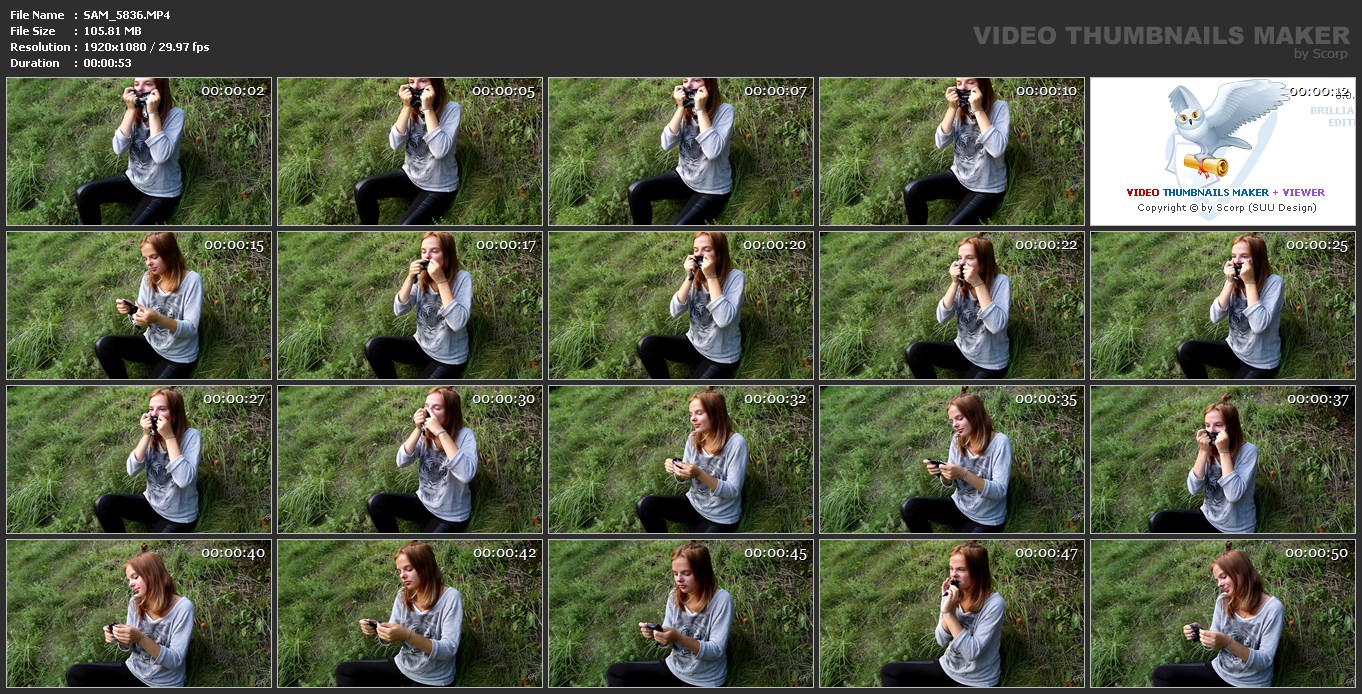 File Name : SAM_5836.MP4
File Size : 105.81 MB
Resolution : 1920x1080 / 29.97 fps
Duration : 00:00:53
VIDEO THUMBNAILS MAKER
by Scorp
00:00:02
00:00:05
00:00:07
00:00:10
00:00:12
BRILLIA
EDIT
VIDEO THUMBNAILS MAKER + VIEWER
Copyright © by Scorp (SUU Design)
00:00:15
00:00:17
00:00:20
00:00:22
00:00:25
00:00:27
00:00:30
00:00:32
00:00:35
00:00:37
00:00:40
00:00:42
00:00:45
00:00:47
00:00:50